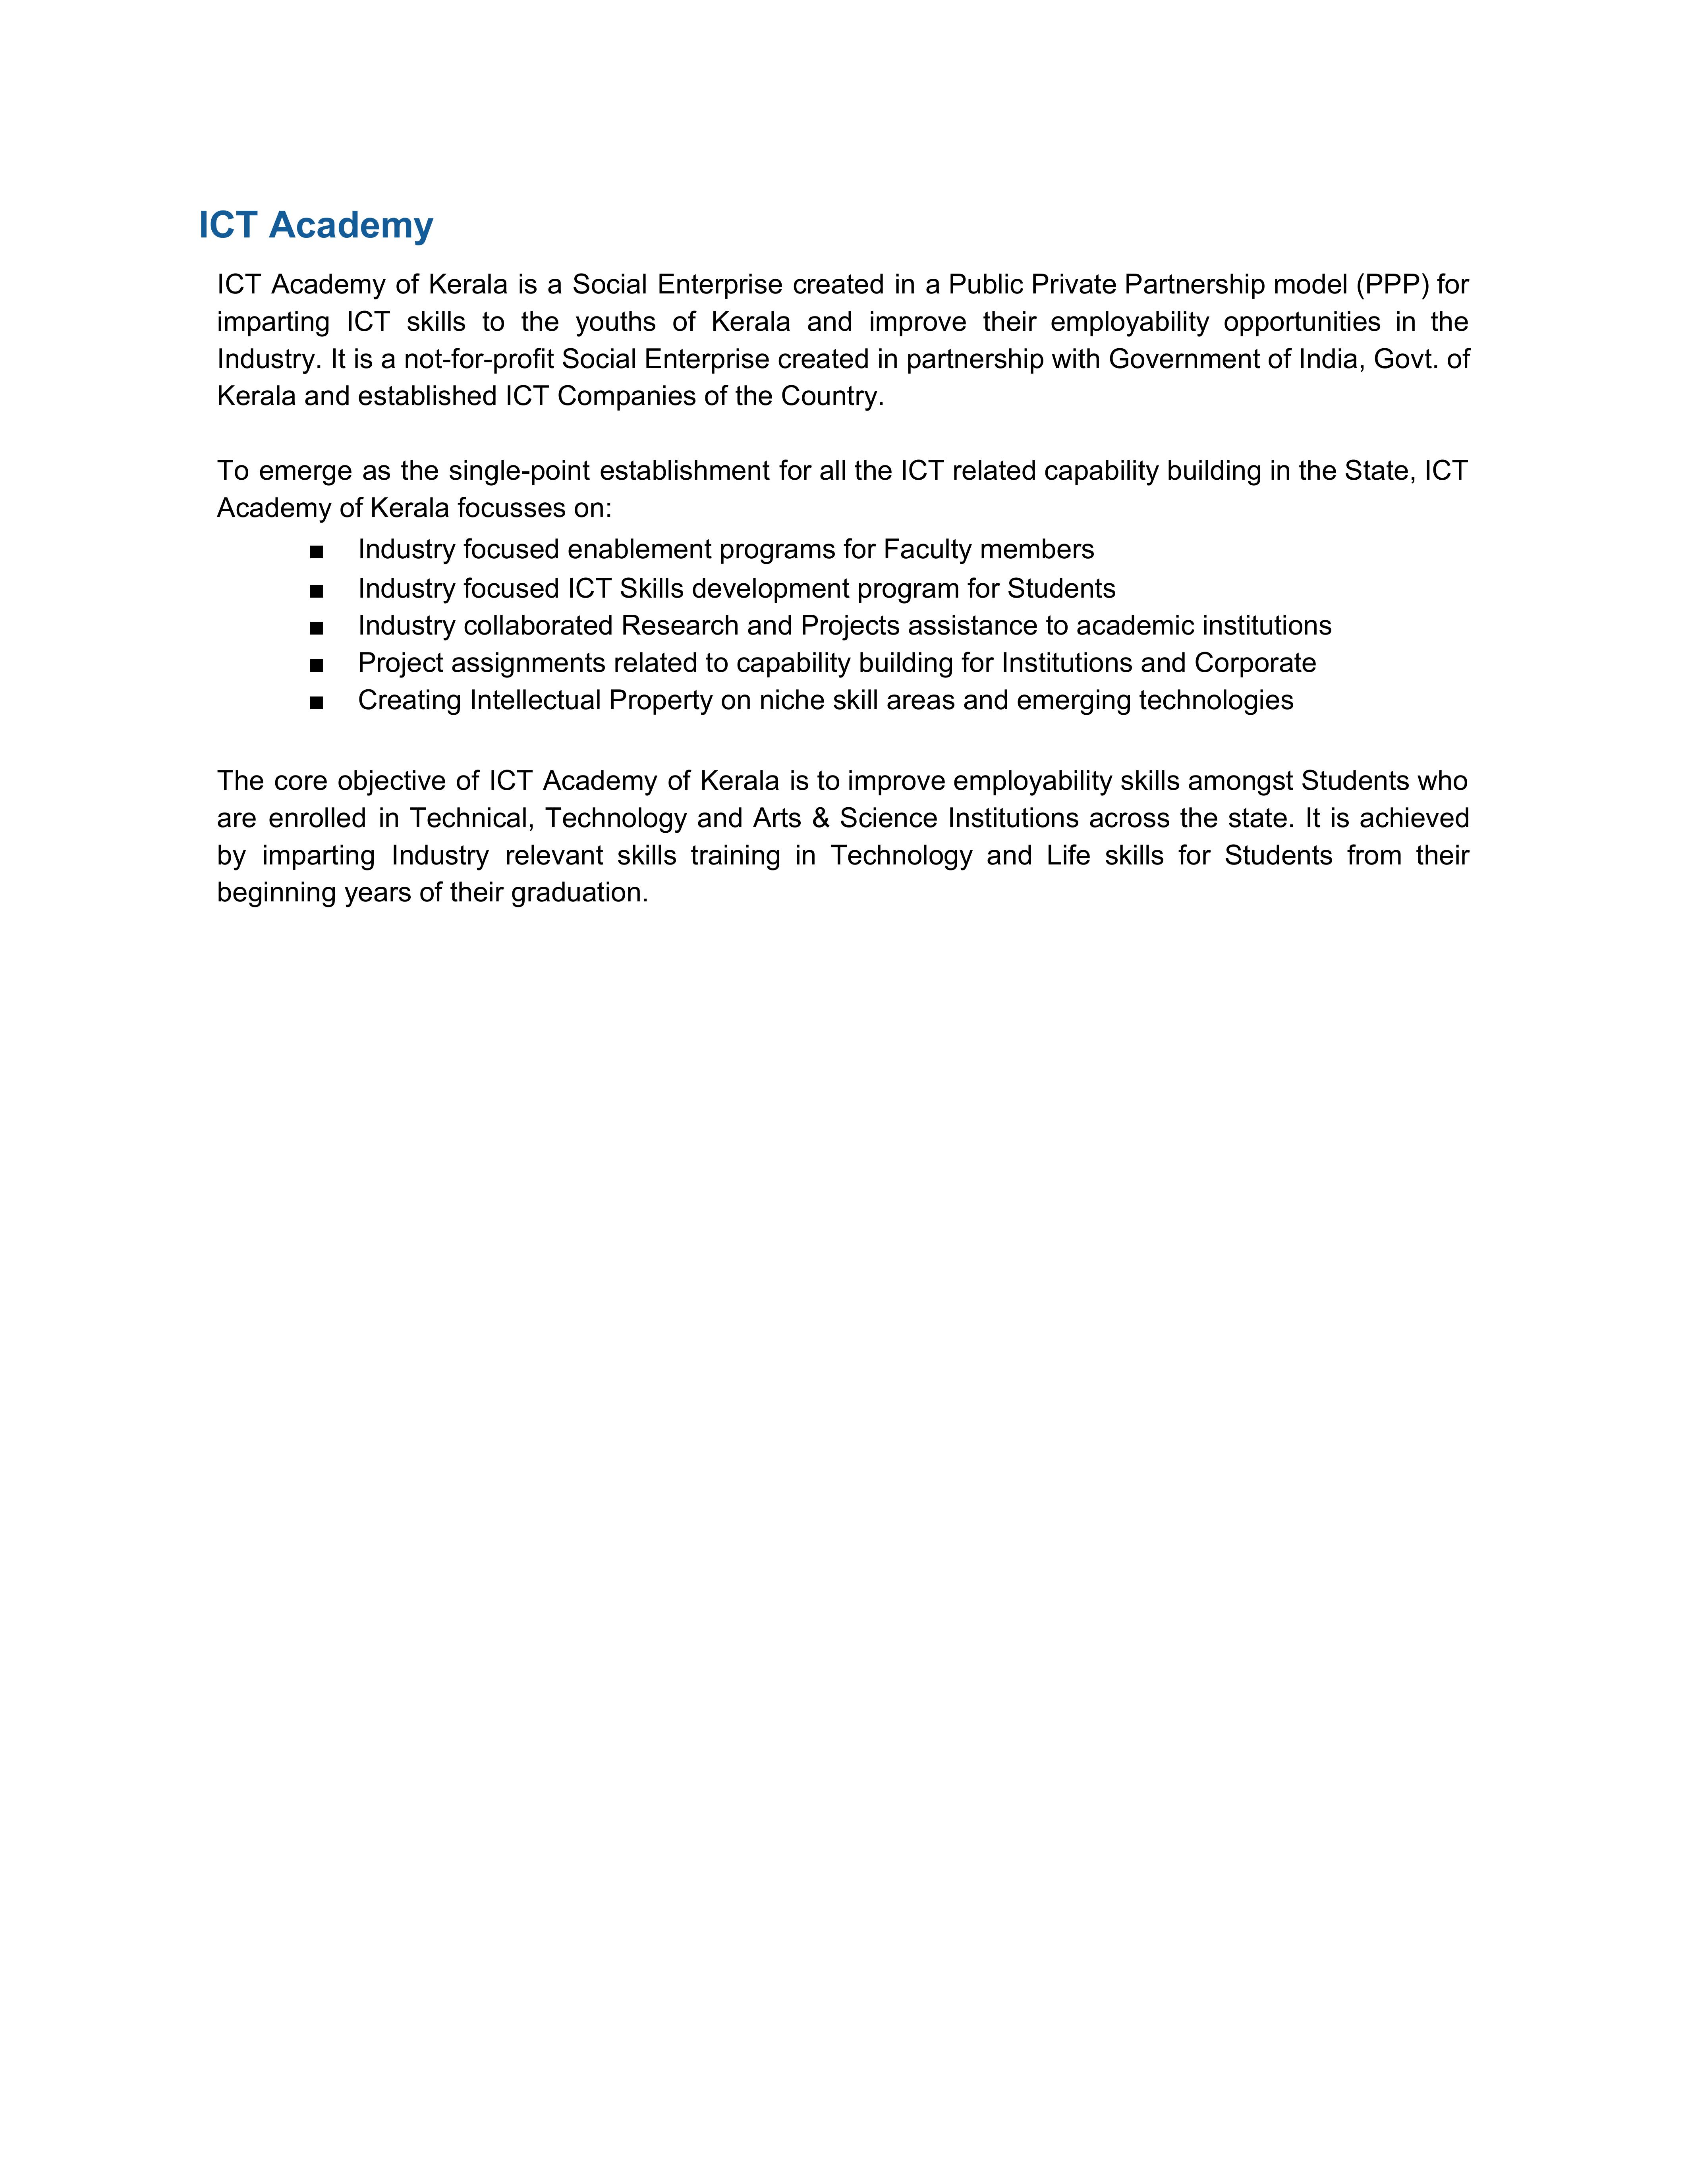 ICT Academy
ICT Academy of Kerala is a Social Enterprise created in a Public Private Partnership model (PPP) for
imparting ICT skills to the youths of Kerala and improve their employability opportunities in the
Industry. It is a not-for-profit Social Enterprise created in partnership with Government of India, Govt. of
Kerala and established ICT Companies of the Country.
To emerge as the single-point establishment for all the ICT related capability building in the State, ICT
Academy of Kerala focusses on:
■ Industry focused enablement programs for Faculty members
■ Industry focused ICT Skills development program for Students
■ Industry collaborated Research and Projects assistance to academic institutions
■ Project assignments related to capability building for Institutions and Corporate
■ Creating Intellectual Property on niche skill areas and emerging technologies
The core objective of ICT Academy of Kerala is to improve employability skills amongst Students who
are enrolled in Technical, Technology and Arts & Science Institutions across the state. It is achieved
by imparting Industry relevant skills training in Technology and Life skills for Students from their
beginning years of their graduation.